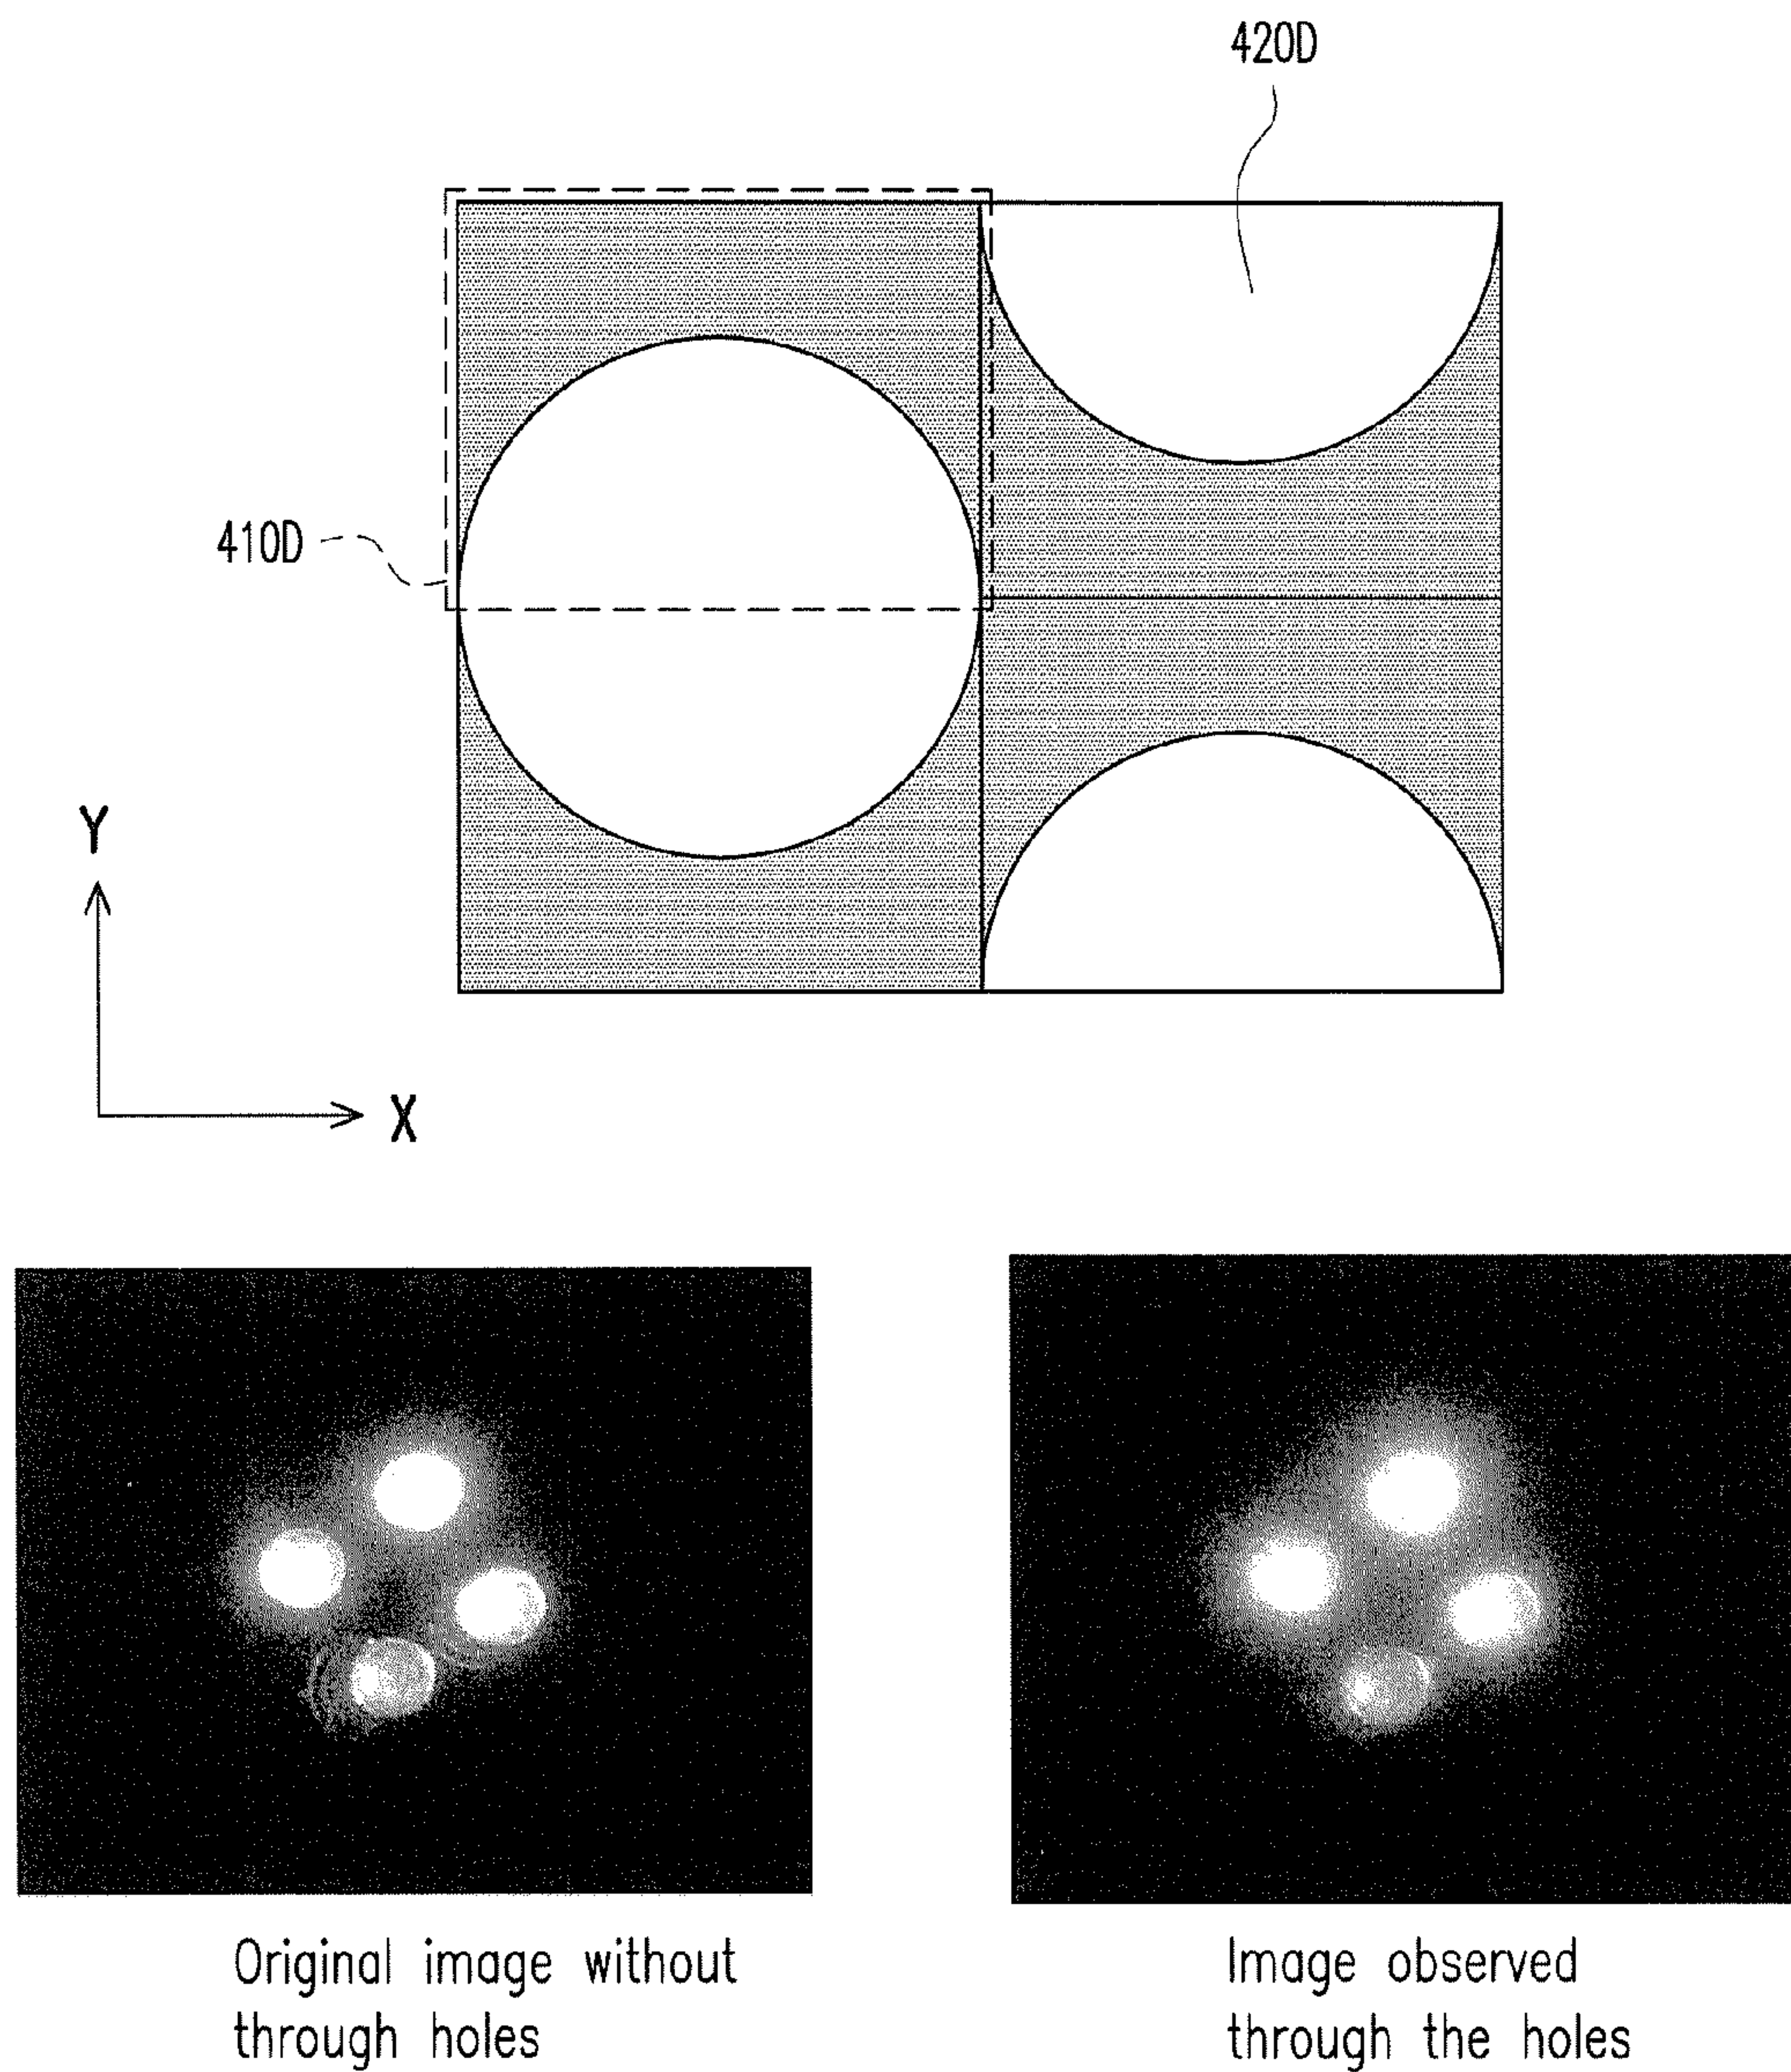 420D
410D
Y
X
Original image without
through holes
Image observed
through the holes